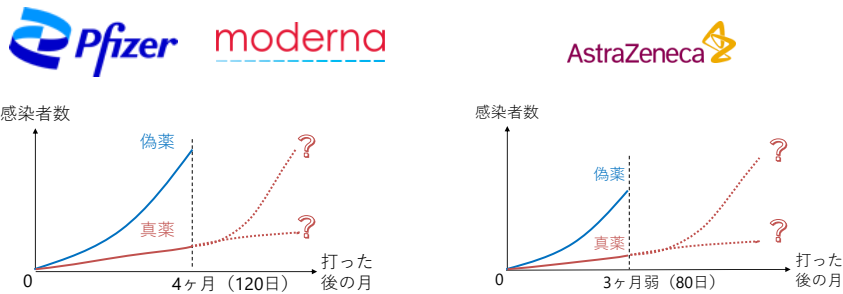 Pfizer
moderna
AstraZeneca
感染者数
偽薬
真薬
?
?
0
4ヶ月（120日）
打った
後の月
感染者数
偽薬
真薬
?
?
0
3ヶ月弱（80日）
打った
後の月